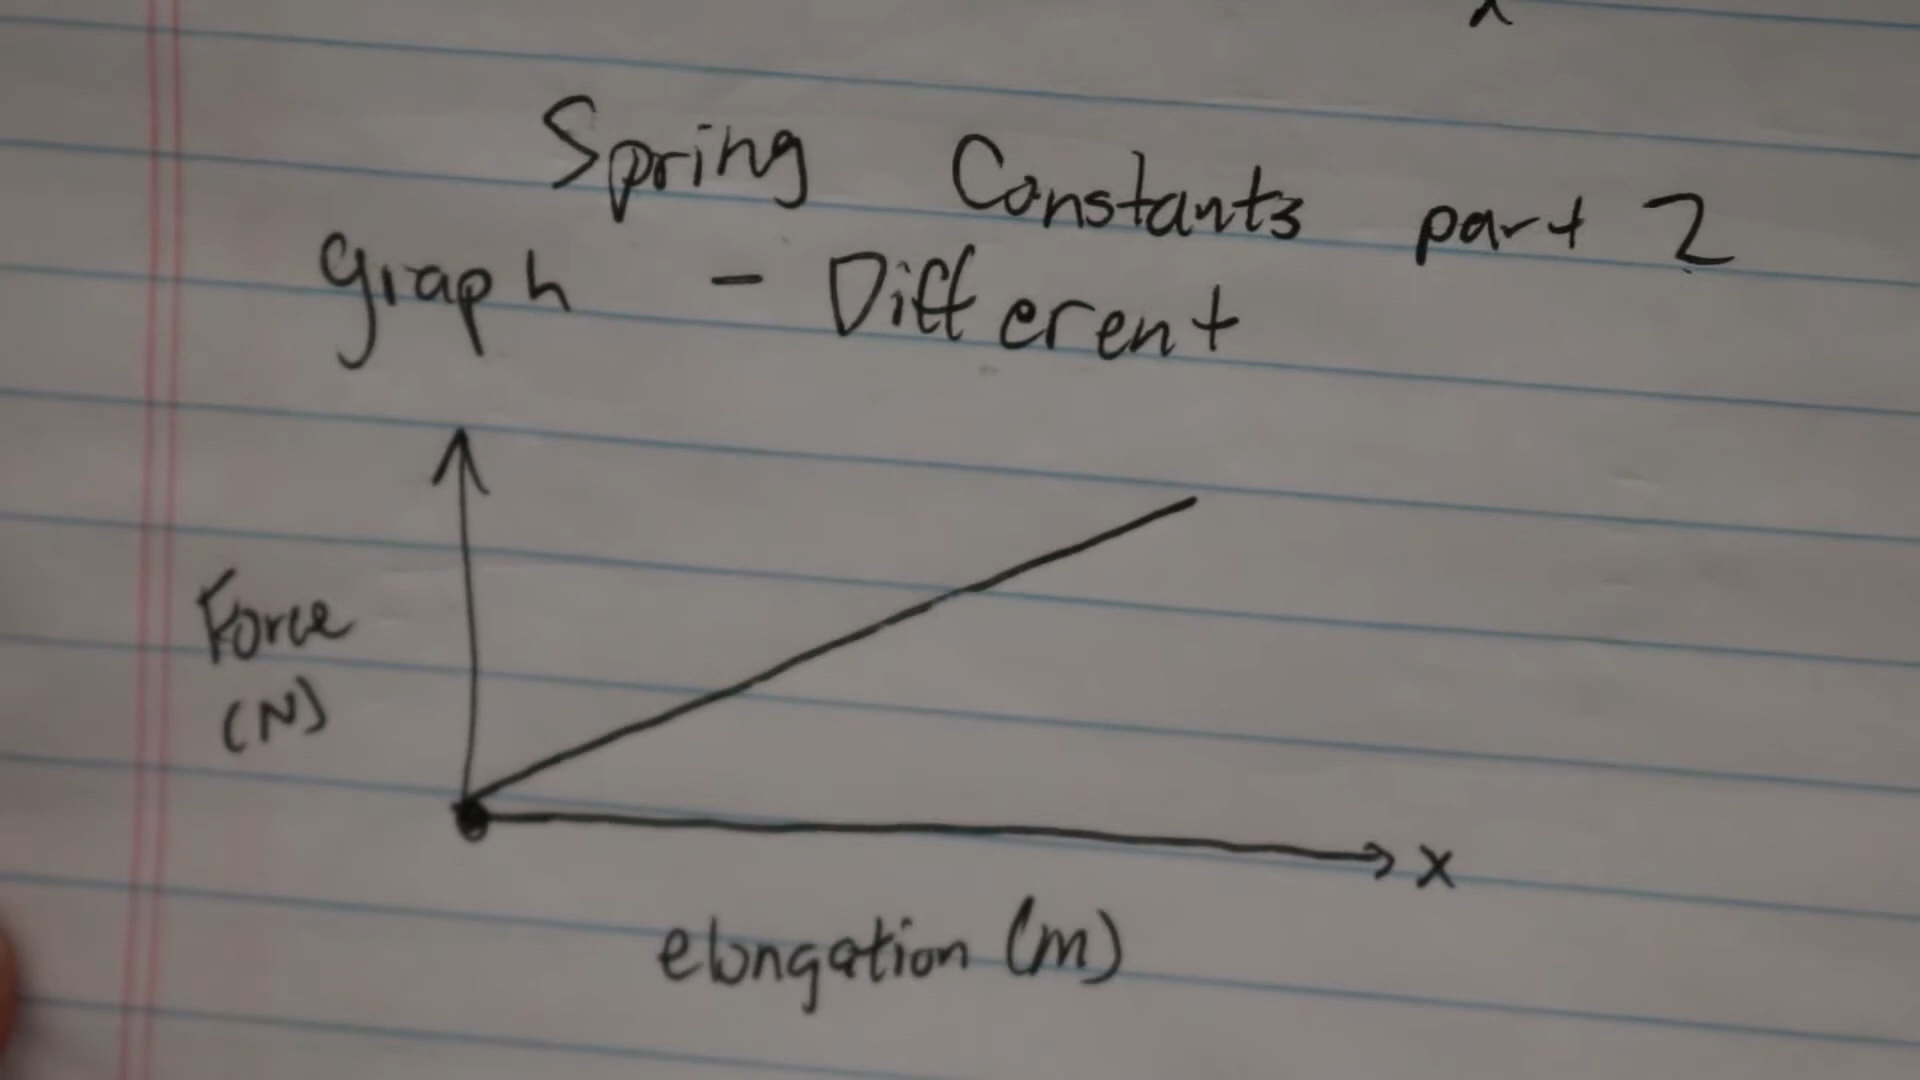 Spring Constants part 2
graph - Different
Force
(N)
x
elongation (m)